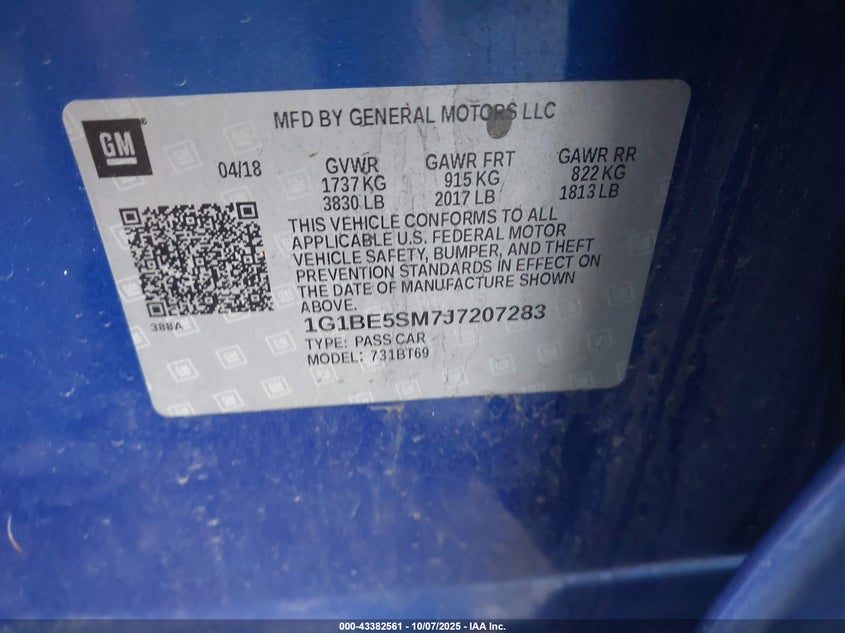 MFD BY GENERAL MOTORS LLC
GM
04/18
GVWR GAWR FRT GAWR RR
1737 KG 915 KG 822 KG
3830 LB 2017 LB 1813 LB
THIS VEHICLE CONFORMS TO ALL
APPLICABLE U.S. FEDERAL MOTOR
VEHICLE SAFETY, BUMPER, AND THEFT
PREVENTION STANDARDS IN EFFECT ON
THE DATE OF MANUFACTURE SHOWN
ABOVE.
388A
1G1BE5SM7J7207283
TYPE: PASS CAR
MODEL: 731BT69
000-43382561 - 10/07/2025 - IAA Inc.